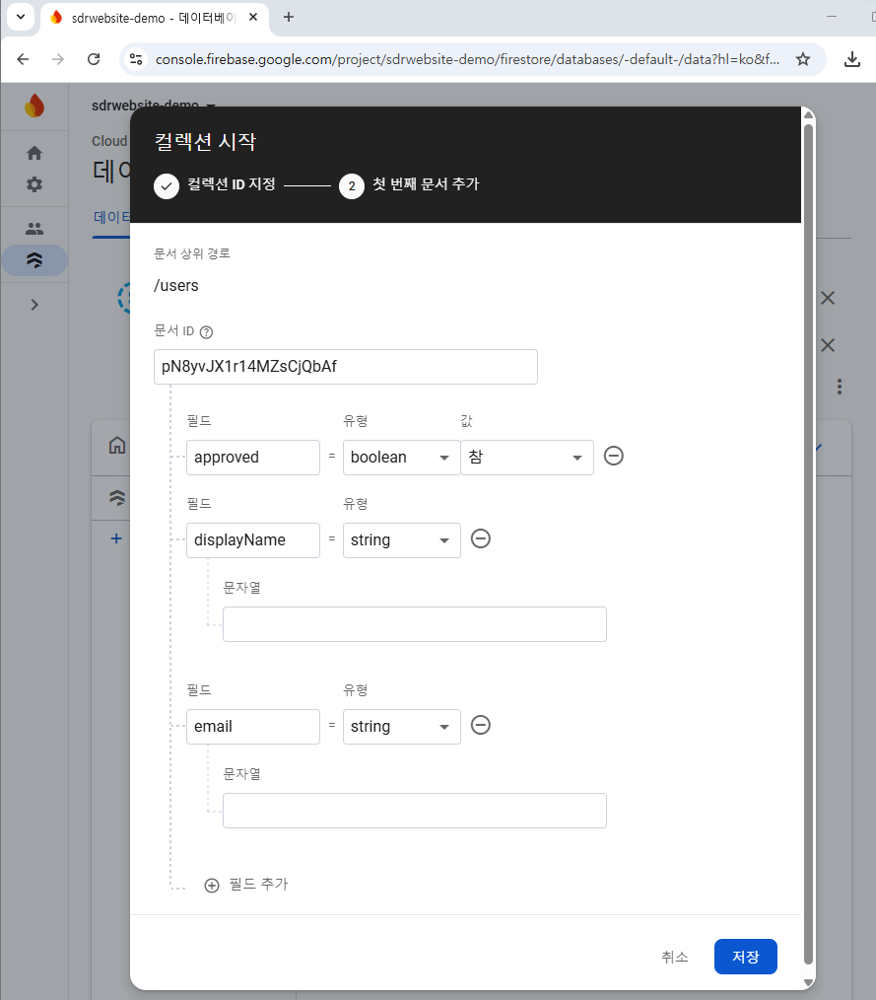 sdrwebsite-demo - 데이터베이
console.firebase.google.com/project/sdrwebsite-demo/firestore/databases/-default-/data?hl=ko&f...
sdrwebsite-demo
Cloud
데이
데이터
컬렉션 시작
컬렉션 ID 지정
2 첫 번째 문서 추가
문서 상위 경로
/users
문서 ID
pN8yvJX1r14MZsCjQbAf
필드 유형 값
approved = boolean 참
필드 유형
displayName = string
문자열
필드 유형
email = string
문자열
필드 추가
취소 저장